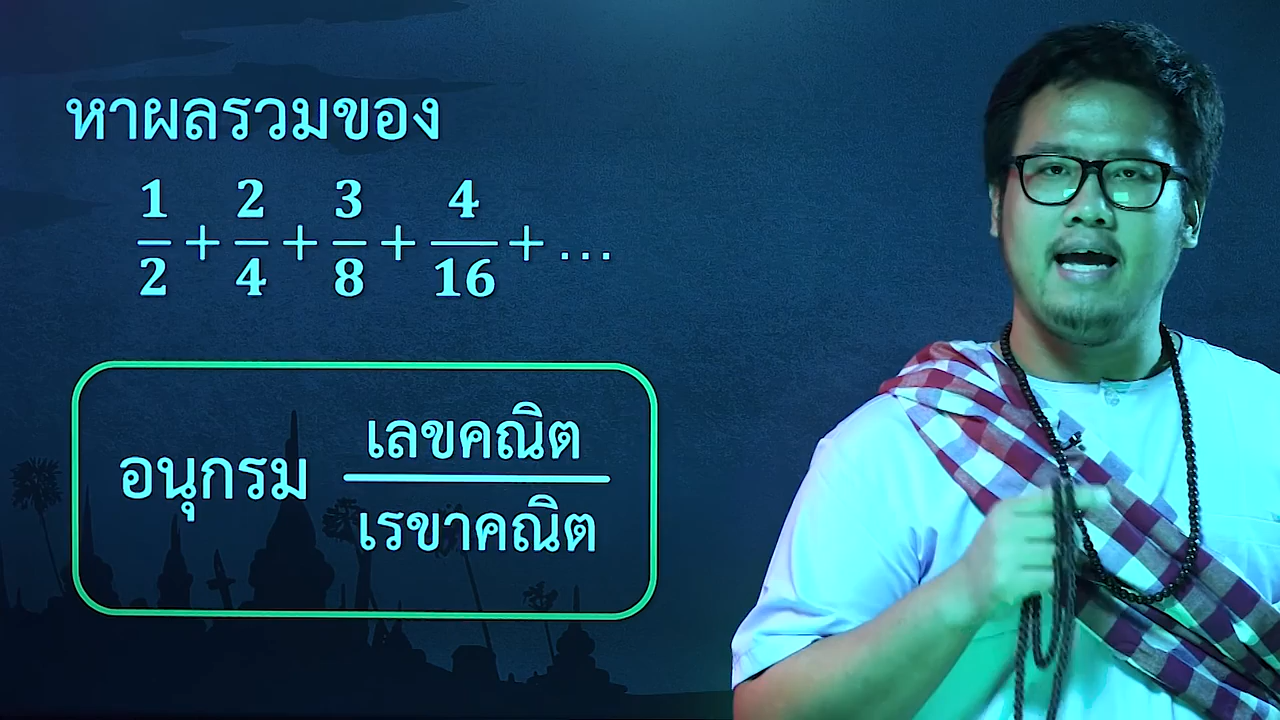 หาผลรวมของ
1/2 + 2/4 + 3/8 + 4/16 + ...
อนุกรม เลขคณิต/เรขาคณิต